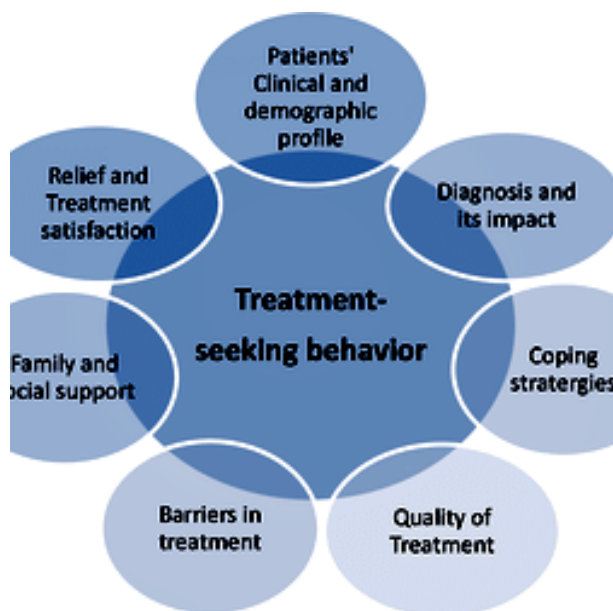 Patients'
Clinical and
demographic
profile
Relief and
Treatment
satisfaction
Diagnosis and
its impact
Treatment-
seeking behavior
Family and
ocial support
Coping
stratergies
Barriers in
treatment
Quality of
Treatment